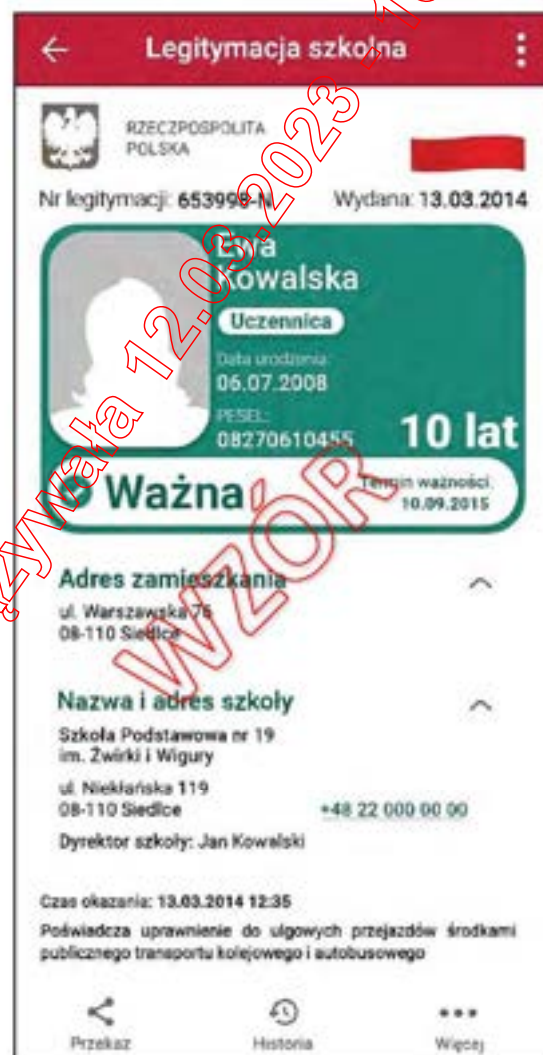 Legitymacja szkolna
RZECZPOSPOLITA
POLSKA
Nr legitymacji: 653998-N Wydana: 13.03.2014
Ewa
Kowalska
Uczennica
Data urodzenia:
06.07.2008
PESEL:
08270610455
10 lat
Ważna
Termin ważności:
10.09.2015
12.03.2023
WZÓR
Adres zamieszkania
ul. Warszawska 76
08-110 Siedlce
Nazwa i adres szkoły
Szkoła Podstawowa nr 19
im. Żwirki i Wigury
ul. Niekłańska 119
08-110 Siedlce +48 22 000 00 00
Dyrektor szkoły: Jan Kowalski
Czas okazania: 13.03.2014 12:35
Poświadcza uprawnienie do ulgowych przejazdów środkami
publicznego transportu kolejowego i autobusowego
Przekaż Historia Więcej